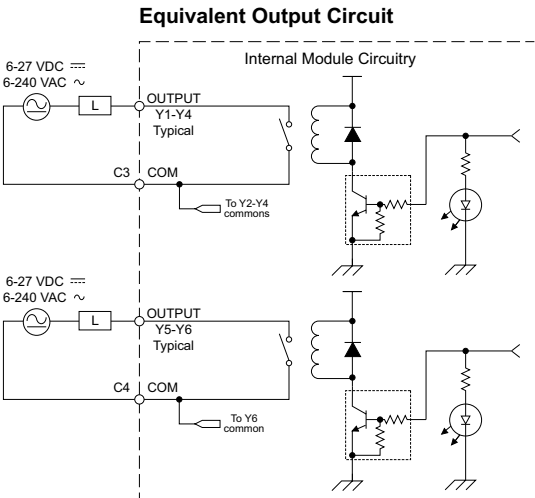 Equivalent Output Circuit
Internal Module Circuitry
6-27 VDC ⎓
6-240 VAC ∿
L
OUTPUT
Y1-Y4
Typical
C3
COM
To Y2-Y4
commons
6-27 VDC ⎓
6-240 VAC ∿
L
OUTPUT
Y5-Y6
Typical
C4
COM
To Y6
common